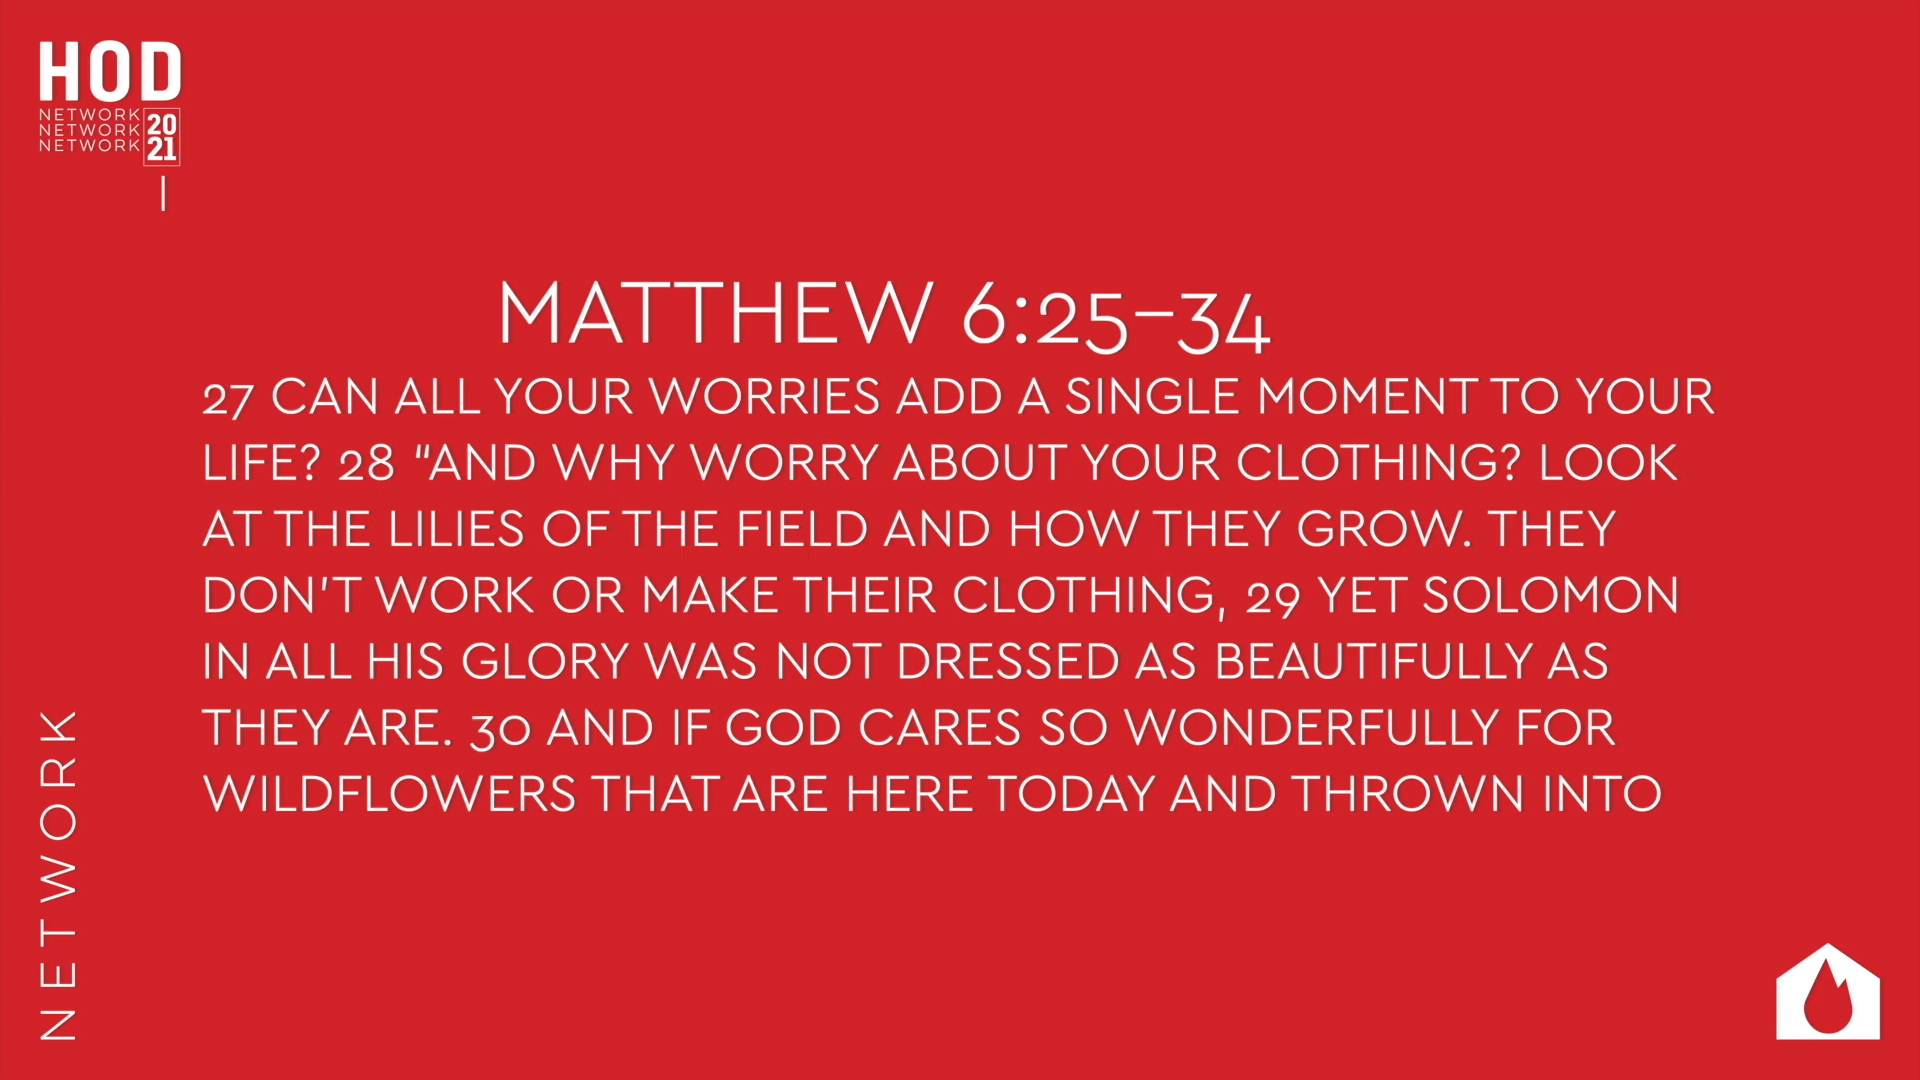 HOD
NETWORK
NETWORK
NETWORK
20
21
MATTHEW 6:25–34
27 CAN ALL YOUR WORRIES ADD A SINGLE MOMENT TO YOUR
LIFE? 28 “AND WHY WORRY ABOUT YOUR CLOTHING? LOOK
AT THE LILIES OF THE FIELD AND HOW THEY GROW. THEY
DON’T WORK OR MAKE THEIR CLOTHING, 29 YET SOLOMON
IN ALL HIS GLORY WAS NOT DRESSED AS BEAUTIFULLY AS
THEY ARE. 30 AND IF GOD CARES SO WONDERFULLY FOR
WILDFLOWERS THAT ARE HERE TODAY AND THROWN INTO
NETWORK